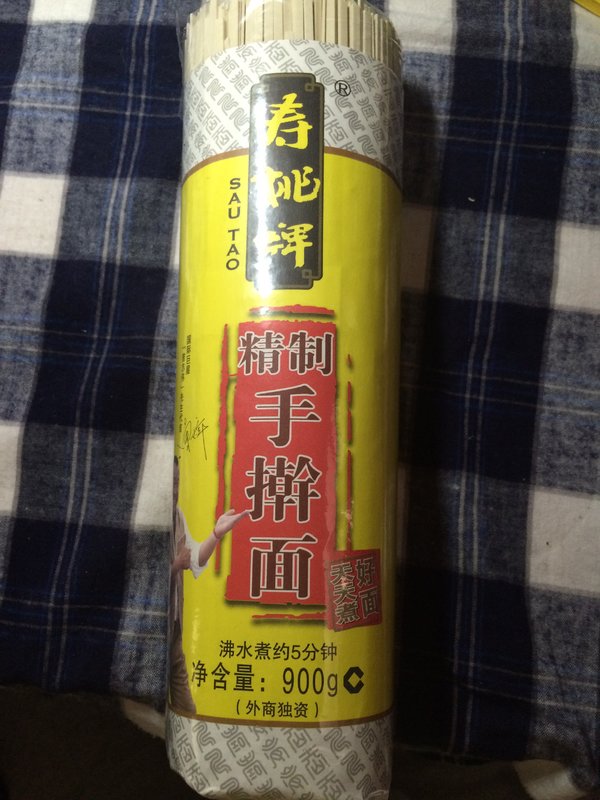 寿桃牌
®
SAU TAO
精制
手擀面
天天煮
好面
沸水煮约5分钟
净含量：900g
（外商独资）